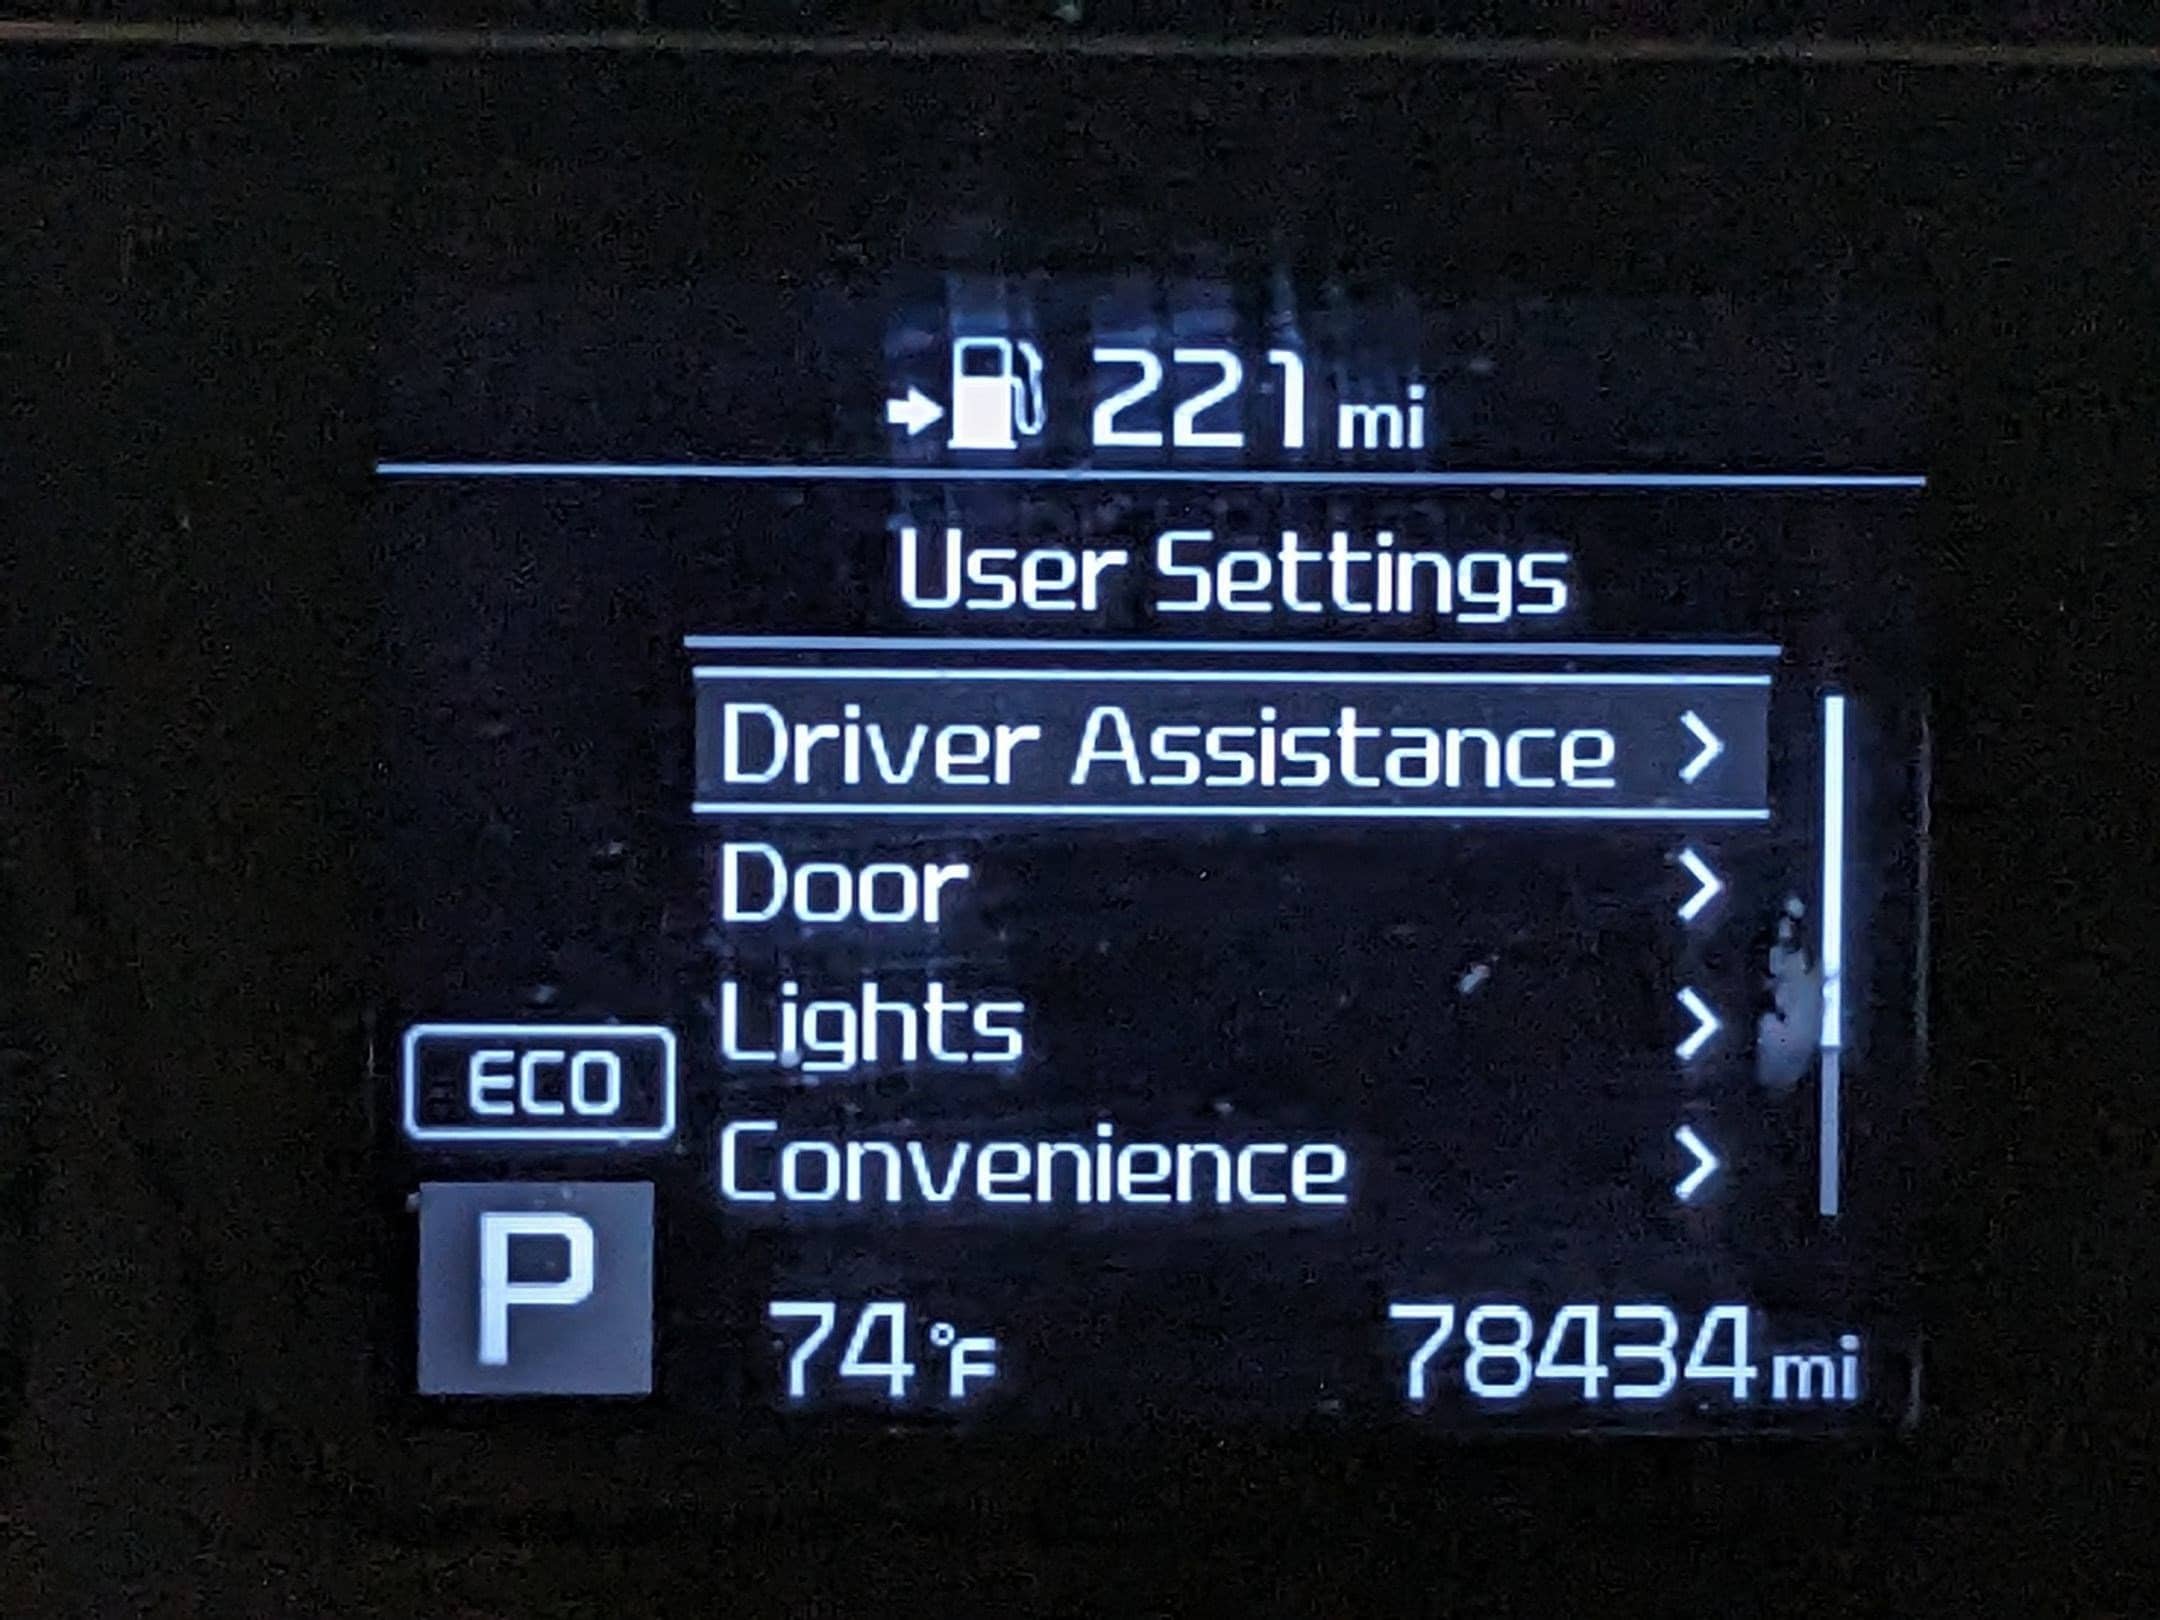 221 mi
User Settings
Driver Assistance >
Door >
Lights >
Convenience >
ECO
P
74°F
78434 mi